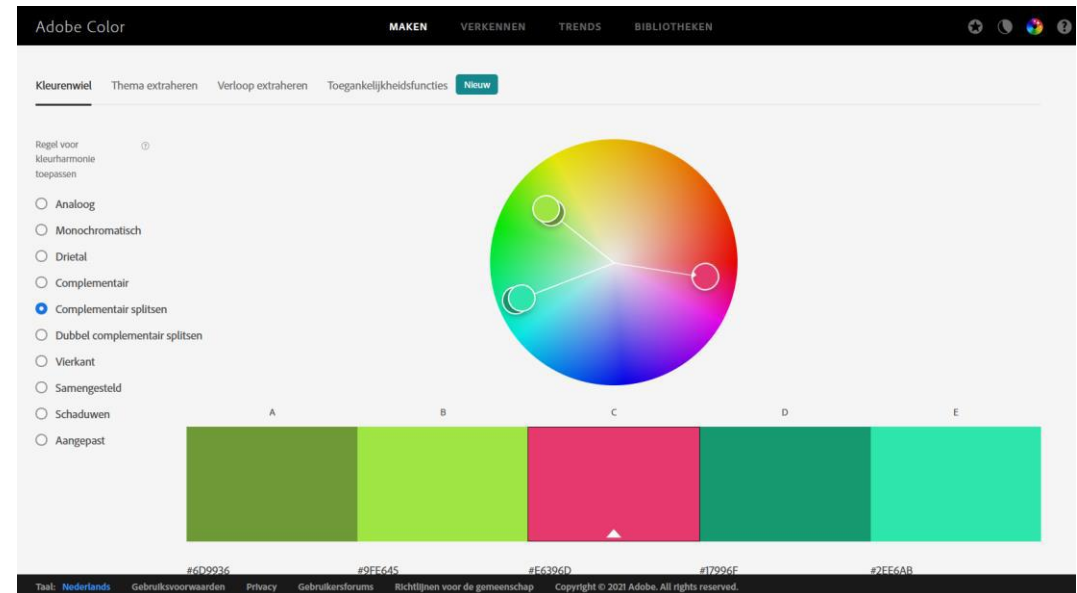 Adobe Color
MAKEN VERKENNEN TRENDS BIBLIOTHEKEN
Kleurenwiel Thema extraheren Verloop extraheren Toegankelijkheidsfuncties Nieuw
Regel voor
kleurharmonie
toepassen
Analoog
Monochromatisch
Drietal
Complementair
Complementair splitsen
Dubbel complementair splitsen
Vierkant
Samengesteld
Schaduwen
Aangepast
A B C D E
#6D9936 #9FE645 #E6396D #17996F #2EE6AB
Taal: Nederlands Gebruiksvoorwaarden Privacy Gebruikersforums Richtlijnen voor de gemeenschap Copyright © 2021 Adobe. All rights reserved.